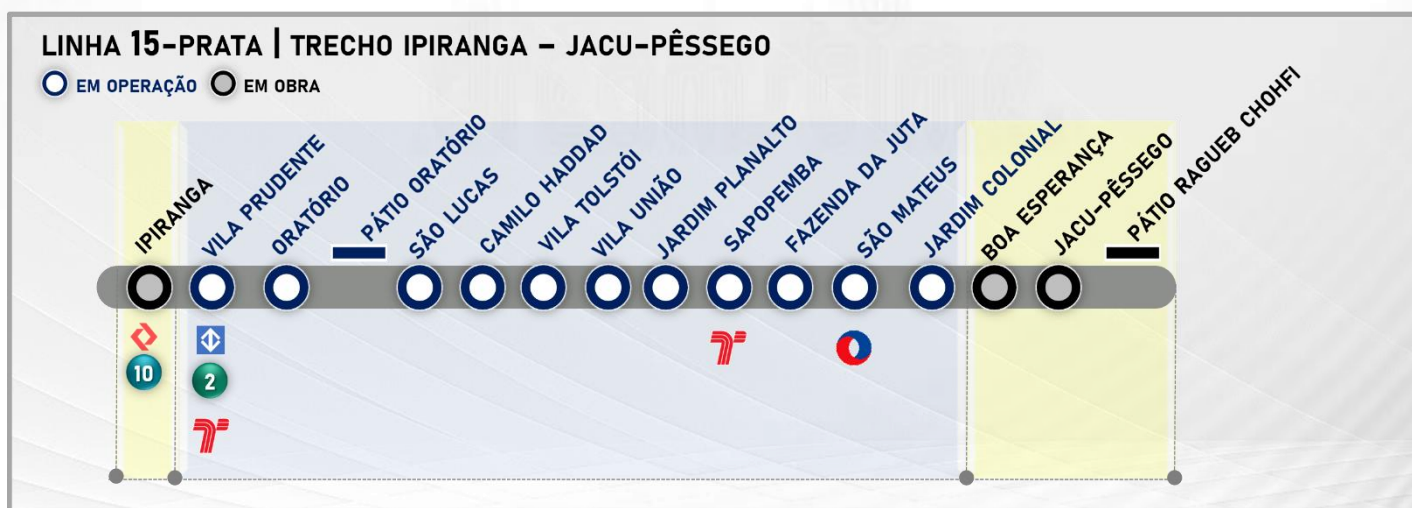 LINHA 15-PRATA | TRECHO IPIRANGA – JACU-PÊSSEGO
EM OPERAÇÃO EM OBRA
IPIRANGA
VILA PRUDENTE
ORATÓRIO
PÁTIO ORATÓRIO
SÃO LUCAS
CAMILO HADDAD
VILA TOLSTÓI
VILA UNIÃO
JARDIM PLANALTO
SAPOPEMBA
FAZENDA DA JUTA
SÃO MATEUS
JARDIM COLONIAL
BOA ESPERANÇA
JACU-PÊSSEGO
PÁTIO RAGUEB CHOHFI
10
2